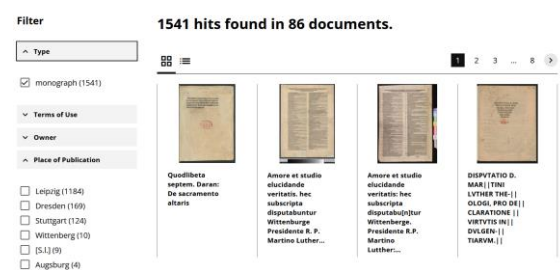 Filter
Type
monograph (1541)
Terms of Use
Owner
Place of Publication
Leipzig (1184)
Dresden (169)
Stuttgart (124)
Wittenberg (10)
[S.l.] (9)
Augsburg (4)
1541 hits found in 86 documents.
1 2 3 ... 8
Quodlibeta
septem. Daran:
De sacramento
altaris
Amore et studio
elucidande
veritatis. hec
subscripta
disputabuntur
Wittenburge
Presidente R. P.
Martino Luther...
Amore et studio
elucidande
veritatis: hec
subscripta
disputabu[n]tur
Wittenberge.
Presidente R.P.
Martino
Luther:...
DISPVTATIO D.
MAR||TINI
LVTHER THE-||
OLOGI, PRO DE||
CLARATIONE ||
VIRTVTIS IN||
DVLGEN-||
TIARVM.||